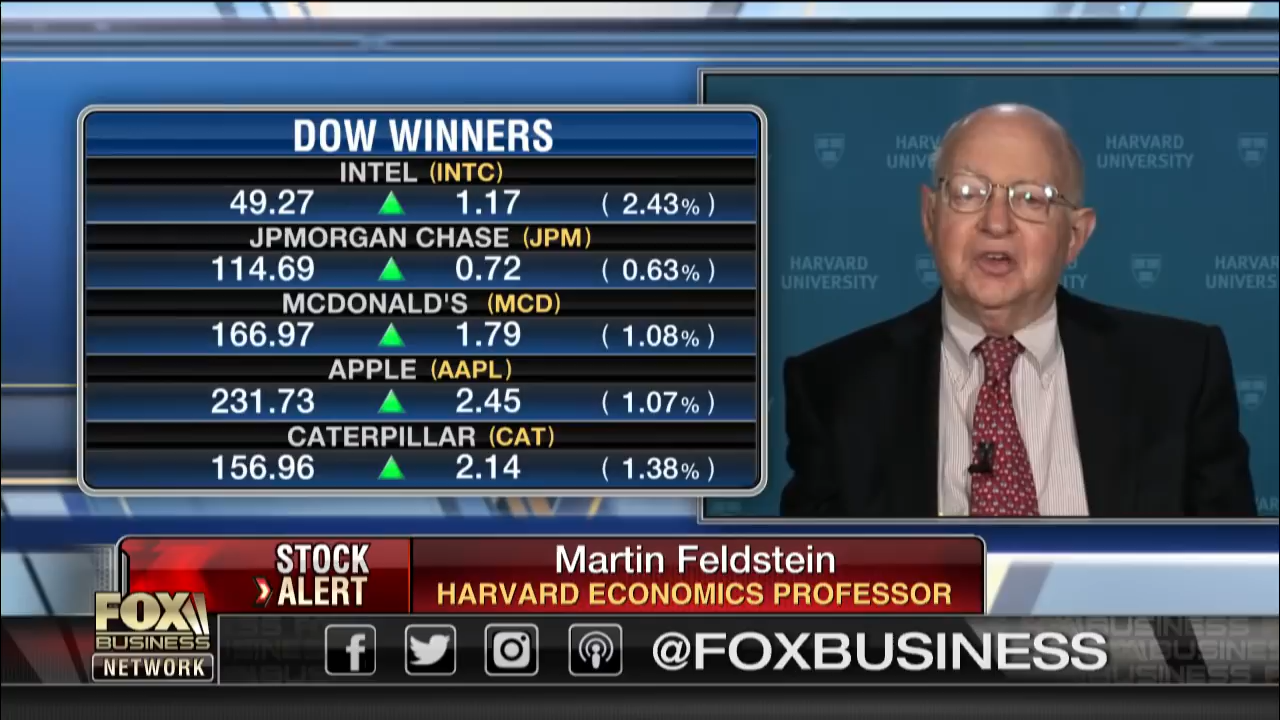 DOW WINNERS
INTEL (INTC)
49.27 ▲ 1.17 ( 2.43% )
JPMORGAN CHASE (JPM)
114.69 ▲ 0.72 ( 0.63% )
MCDONALD'S (MCD)
166.97 ▲ 1.79 ( 1.08% )
APPLE (AAPL)
231.73 ▲ 2.45 ( 1.07% )
CATERPILLAR (CAT)
156.96 ▲ 2.14 ( 1.38% )
HARVARD
UNIVERSITY
HARVARD
UNIVERSITY
HARVARD
UNIVERSITY
STOCK
ALERT
Martin Feldstein
HARVARD ECONOMICS PROFESSOR
FOX
BUSINESS
NETWORK
@FOXBUSINESS